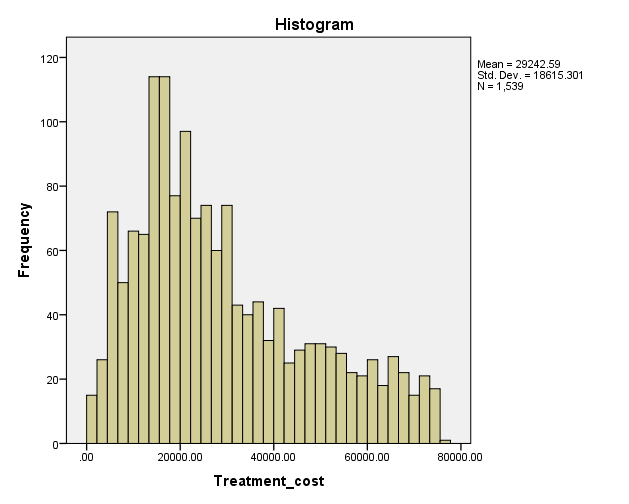 Histogram
Mean = 29242.59
Std. Dev. = 18615.301
N = 1,539
120
100
80
60
40
20
0
Frequency
.00
20000.00
40000.00
60000.00
80000.00
Treatment_cost